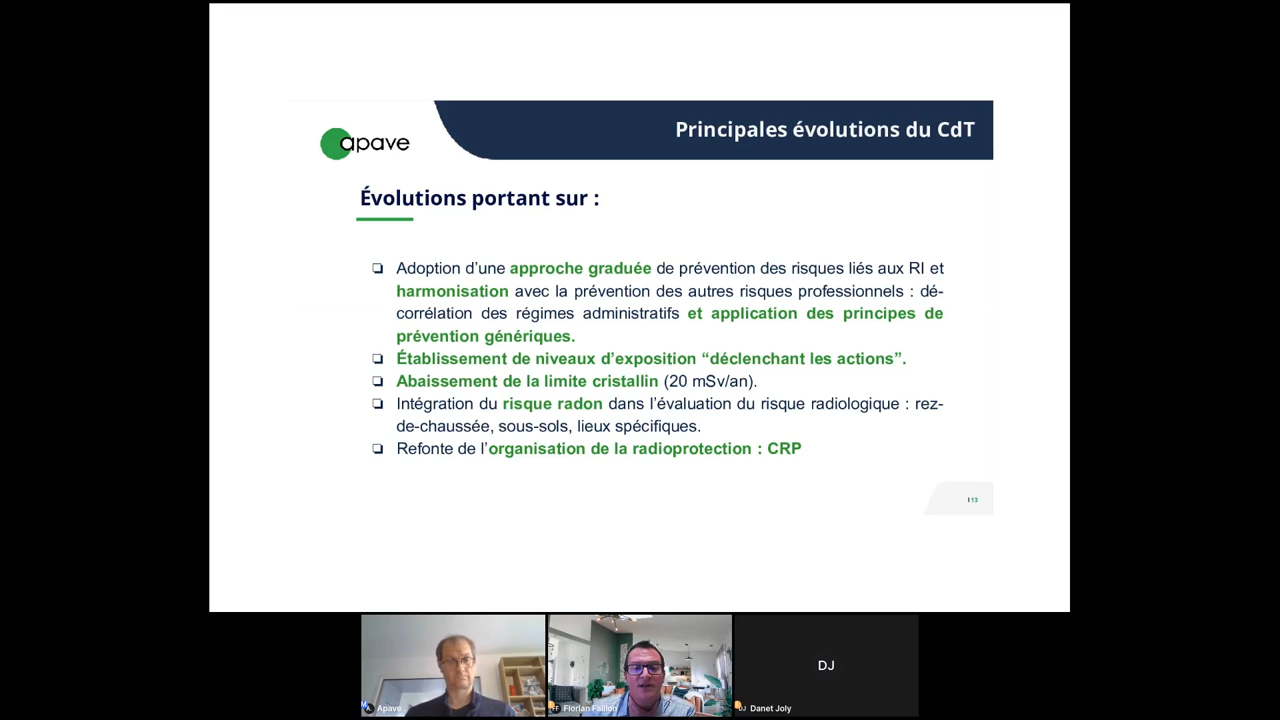 apave
Principales évolutions du CdT
Évolutions portant sur :
❏ Adoption d’une approche graduée de prévention des risques liés aux RI et
harmonisation avec la prévention des autres risques professionnels : dé-
corrélation des régimes administratifs et application des principes de
prévention génériques.
❏ Établissement de niveaux d’exposition “déclenchant les actions”.
❏ Abaissement de la limite cristallin (20 mSv/an).
❏ Intégration du risque radon dans l’évaluation du risque radiologique : rez-
de-chaussée, sous-sols, lieux spécifiques.
❏ Refonte de l’organisation de la radioprotection : CRP
I 13
DJ
A. Apave
FF Florian Faillon
DJ Danet Joly